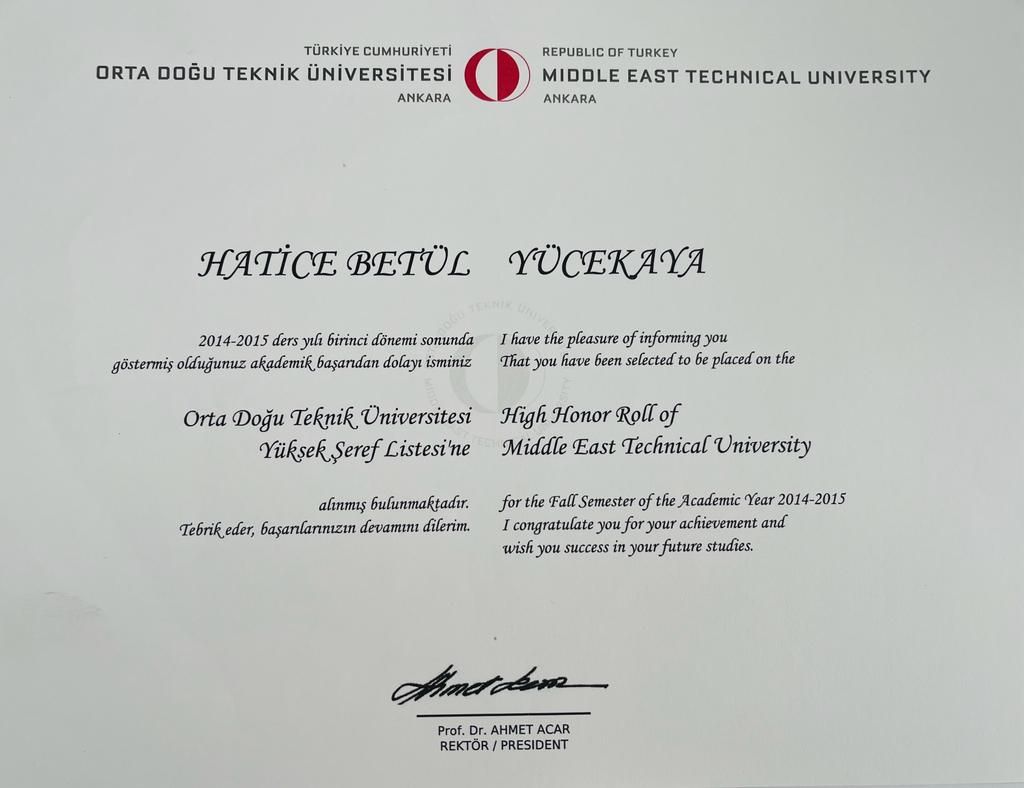 TÜRKİYE CUMHURİYETİ
ORTA DOĞU TEKNİK ÜNİVERSİTESİ
ANKARA
REPUBLIC OF TURKEY
MIDDLE EAST TECHNICAL UNIVERSITY
ANKARA
HATİCE BETÜL YÜCEKAYA
2014-2015 ders yılı birinci dönemi sonunda
göstermiş olduğunuz akademik başarıdan dolayı isminiz
Orta Doğu Teknik Üniversitesi
Yüksek Şeref Listesi'ne
alınmış bulunmaktadır.
Tebrik eder, başarılarınızın devamını dilerim.
I have the pleasure of informing you
That you have been selected to be placed on the
High Honor Roll of
Middle East Technical University
for the Fall Semester of the Academic Year 2014-2015
I congratulate you for your achievement and
wish you success in your future studies.
Prof. Dr. AHMET ACAR
REKTÖR / PRESIDENT